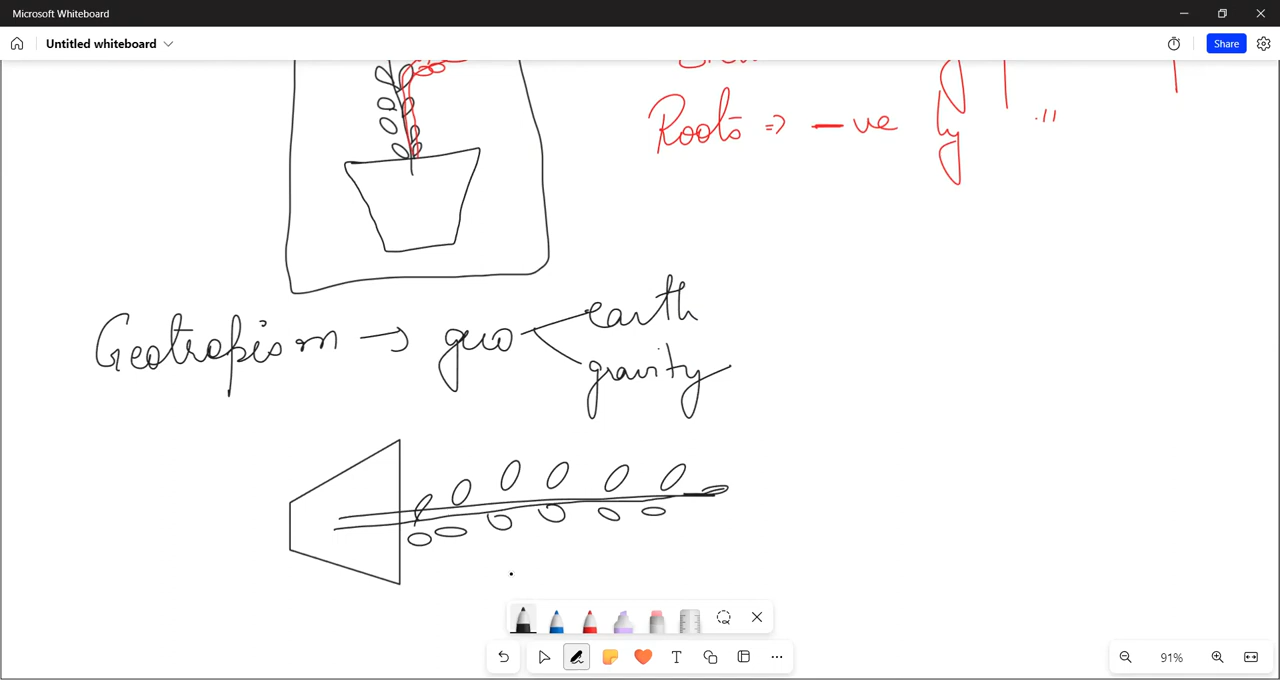 Microsoft Whiteboard
Untitled whiteboard
Share
Roots => -ve "
Geotropism → geo
earth
gravity
T
91%